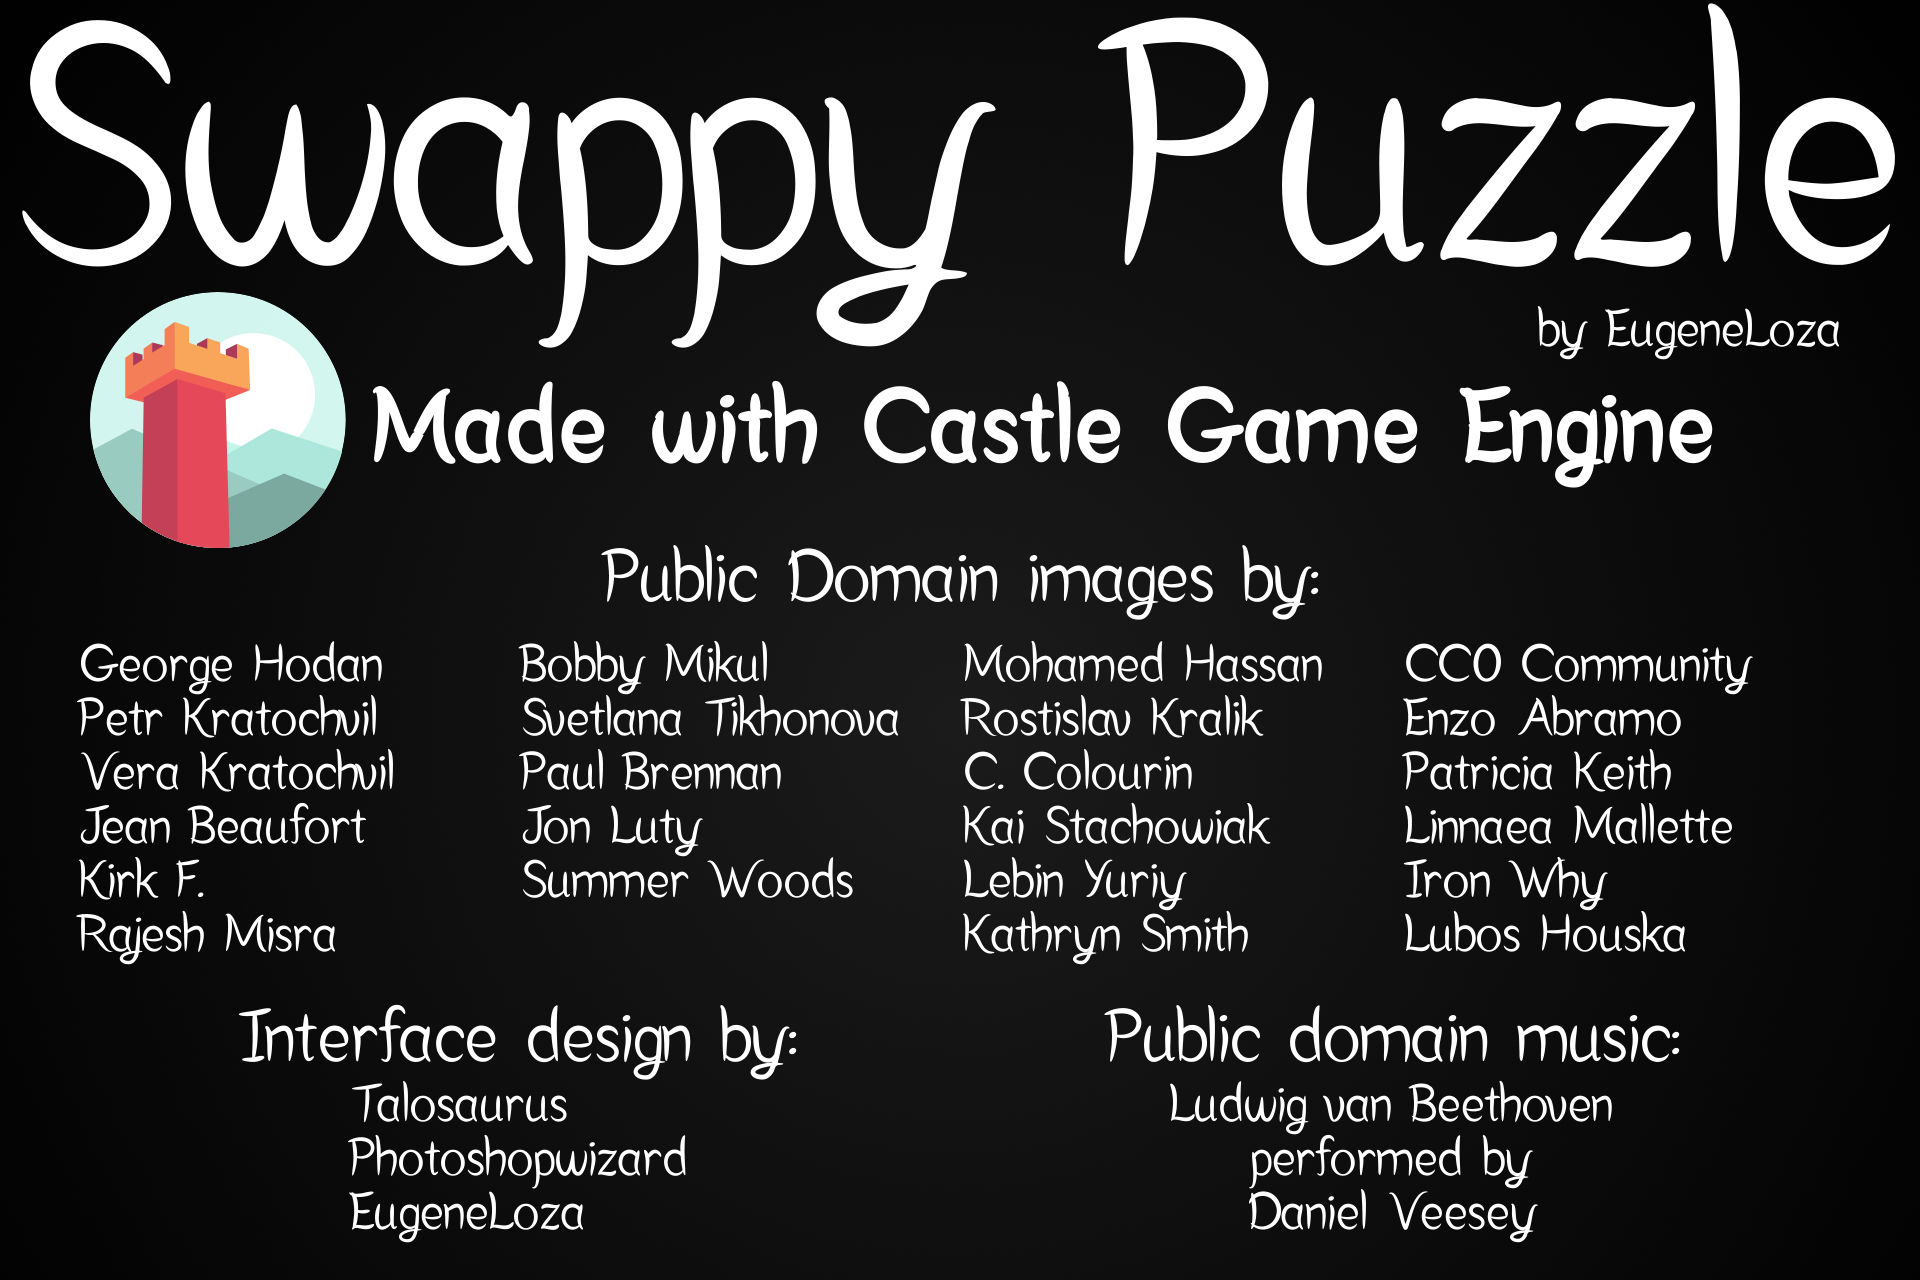 Swappy Puzzle
by EugeneLoza
Made with Castle Game Engine
Public Domain images by:
George Hodan
Petr Kratochvil
Vera Kratochvil
Jean Beaufort
Kirk F.
Rajesh Misra
Bobby Mikul
Svetlana Tikhonova
Paul Brennan
Jon Luty
Summer Woods
Mohamed Hassan
Rostislav Kralik
C. Colourin
Kai Stachowiak
Lebin Yuriy
Kathryn Smith
CC0 Community
Enzo Abramo
Patricia Keith
Linnaea Mallette
Iron Why
Lubos Houska
Interface design by:
Talosaurus
Photoshopwizard
EugeneLoza
Public domain music:
Ludwig van Beethoven
performed by
Daniel Veesey